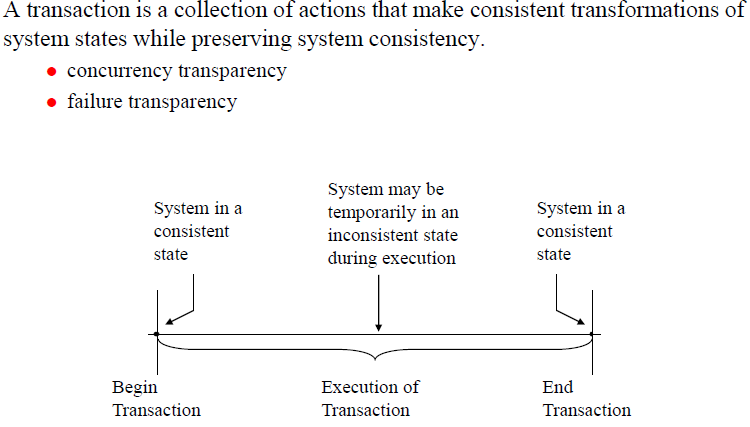 A transaction is a collection of actions that make consistent transformations of
system states while preserving system consistency.
● concurrency transparency
● failure transparency
System in a
consistent
state
System may be
temporarily in an
inconsistent state
during execution
System in a
consistent
state
Begin
Transaction
Execution of
Transaction
End
Transaction